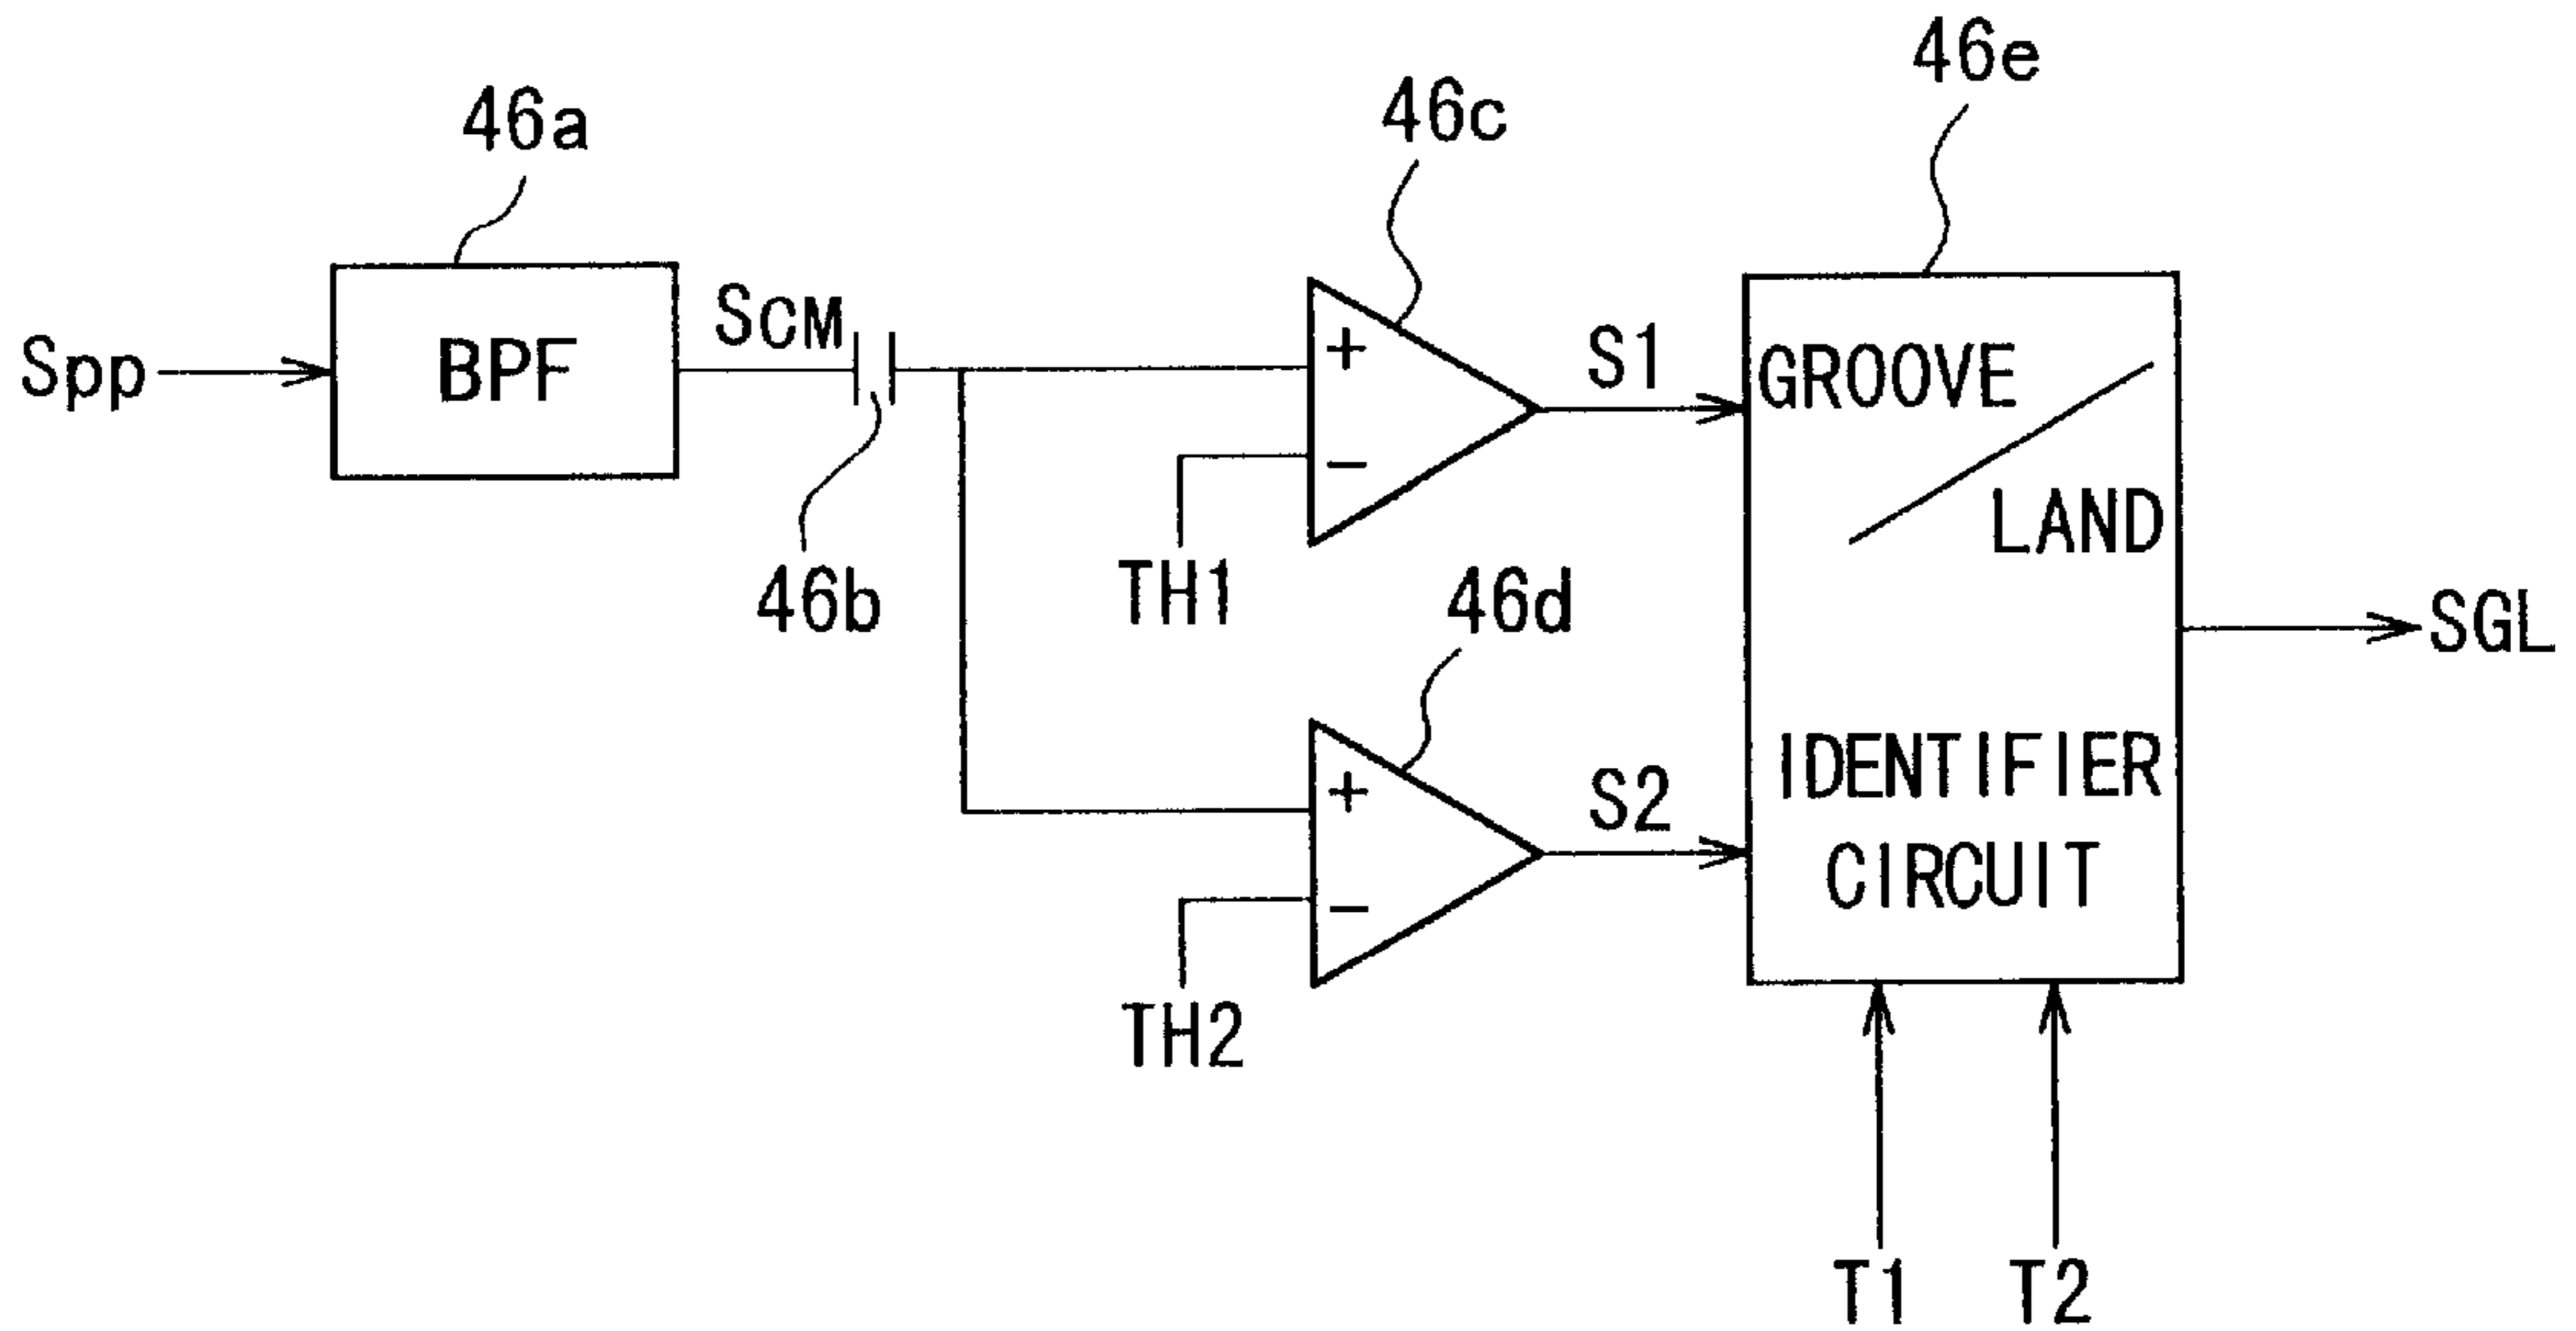 46a
46c
46e
Spp
BPF
SCM
46b
+
−
TH1
S1
46d
+
−
TH2
S2
GROOVE
LAND
IDENTIFIER
CIRCUIT
SGL
T1
T2